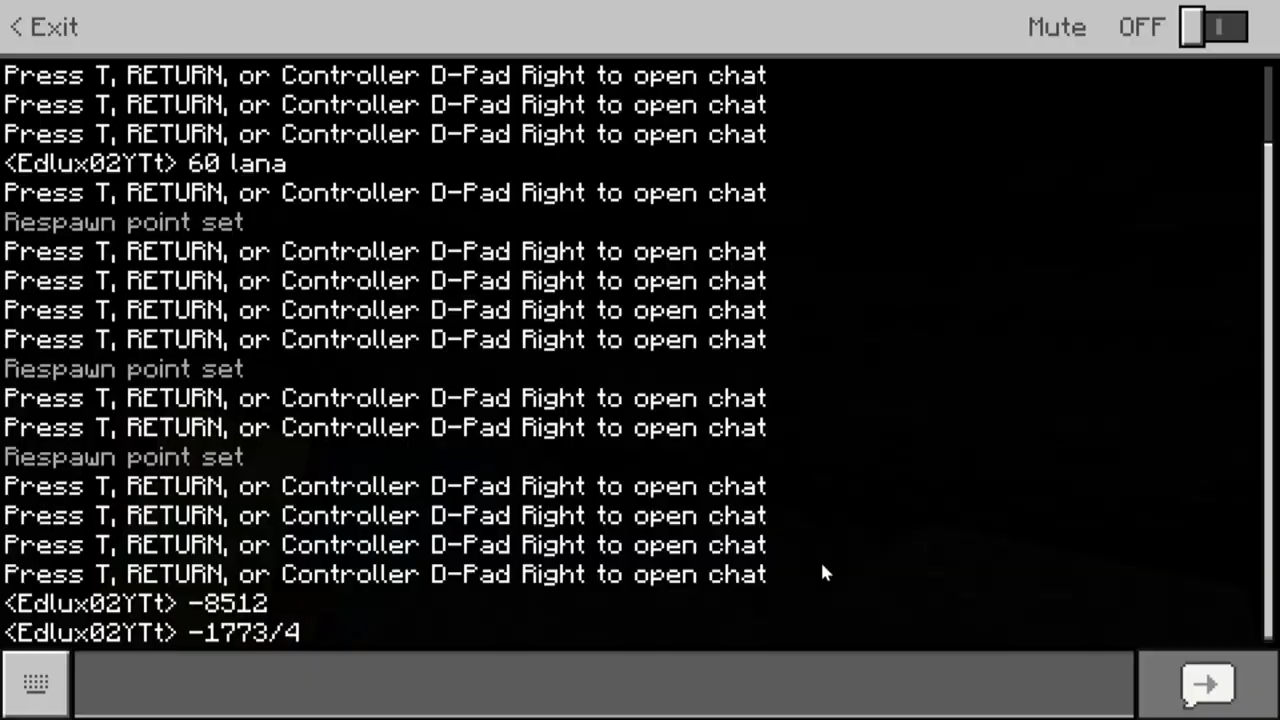 < Exit
Mute OFF
Press T, RETURN, or Controller D-Pad Right to open chat
Press T, RETURN, or Controller D-Pad Right to open chat
Press T, RETURN, or Controller D-Pad Right to open chat
<Edlux02YTt> 60 lana
Press T, RETURN, or Controller D-Pad Right to open chat
Respawn point set
Press T, RETURN, or Controller D-Pad Right to open chat
Press T, RETURN, or Controller D-Pad Right to open chat
Press T, RETURN, or Controller D-Pad Right to open chat
Press T, RETURN, or Controller D-Pad Right to open chat
Respawn point set
Press T, RETURN, or Controller D-Pad Right to open chat
Press T, RETURN, or Controller D-Pad Right to open chat
Respawn point set
Press T, RETURN, or Controller D-Pad Right to open chat
Press T, RETURN, or Controller D-Pad Right to open chat
Press T, RETURN, or Controller D-Pad Right to open chat
Press T, RETURN, or Controller D-Pad Right to open chat
<Edlux02YTt> -8512
<Edlux02YTt> -1773/4